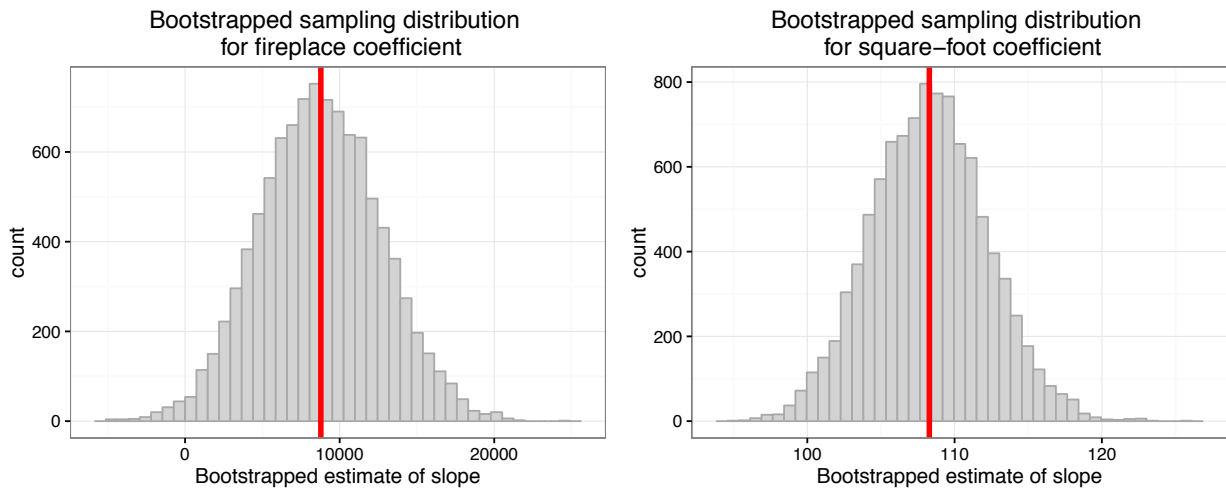 Bootstrapped sampling distribution
for fireplace coefficient
count
600
400
200
0
0 10000 20000
Bootstrapped estimate of slope
Bootstrapped sampling distribution
for square−foot coefficient
count
800
600
400
200
0
100 110 120
Bootstrapped estimate of slope